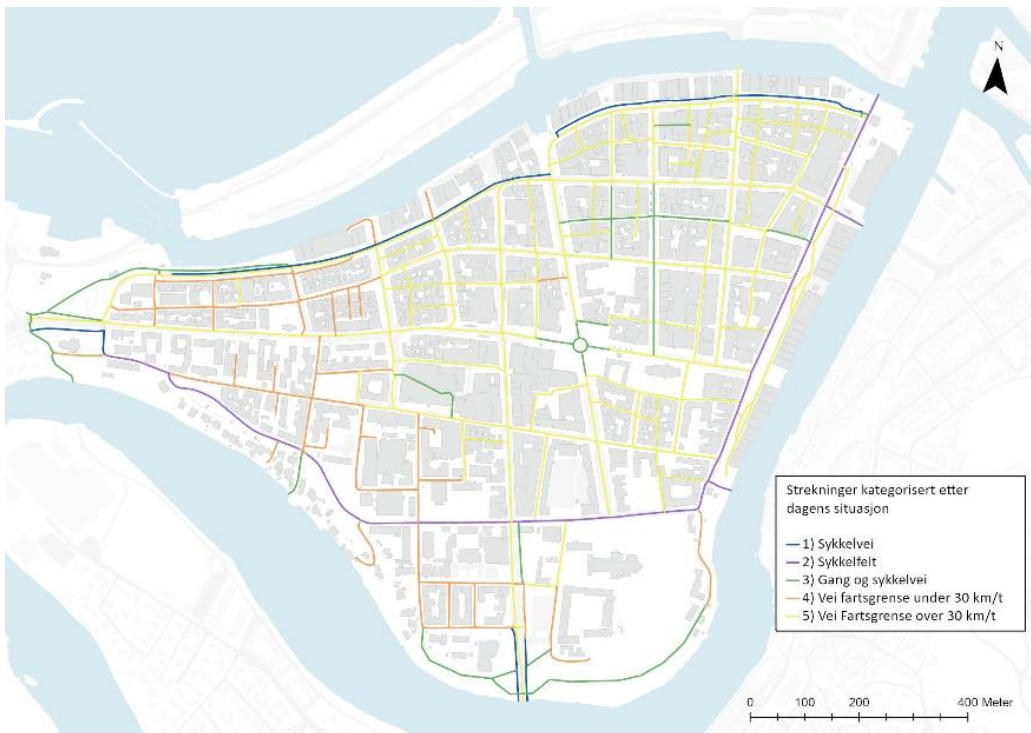 N
Strekninger kategorisert etter
dagens situasjon
1) Sykkelvei
2) Sykkelfelt
3) Gang og sykkelvei
4) Vei fartsgrense under 30 km/t
5) Vei Fartsgrense over 30 km/t
0 100 200 400 Meter